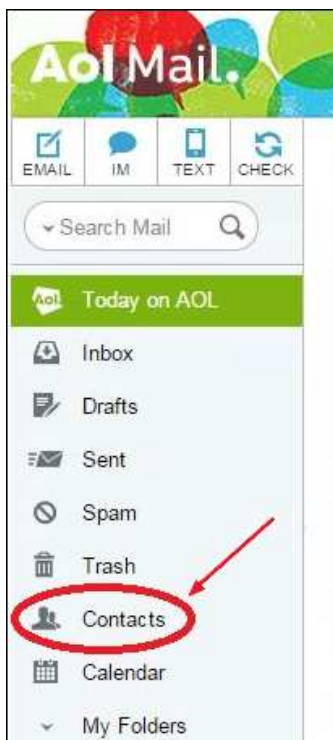 Aol Mail.
EMAIL IM TEXT CHECK
Search Mail
Aol. Today on AOL
Inbox
Drafts
Sent
Spam
Trash
Contacts
Calendar
My Folders